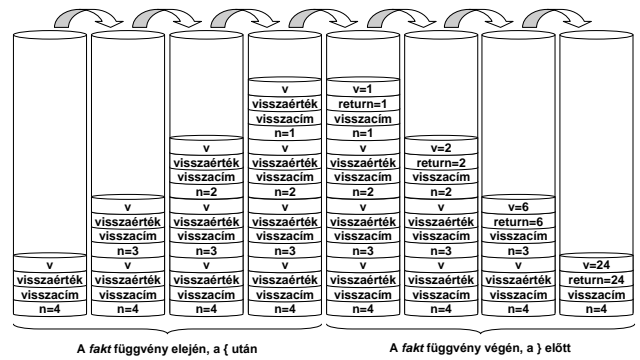 v
visszaérték
visszacím
n=4
v
visszaérték
visszacím
n=3
v
visszaérték
visszacím
n=4
v
visszaérték
visszacím
n=2
v
visszaérték
visszacím
n=3
v
visszaérték
visszacím
n=4
v
visszaérték
visszacím
n=1
v
visszaérték
visszacím
n=2
v
visszaérték
visszacím
n=3
v
visszaérték
visszacím
n=4
v=1
return=1
visszacím
n=1
v
visszaérték
visszacím
n=2
v
visszaérték
visszacím
n=3
v
visszaérték
visszacím
n=4
v=2
return=2
visszacím
n=2
v
visszaérték
visszacím
n=3
v
visszaérték
visszacím
n=4
v=6
return=6
visszacím
n=3
v
visszaérték
visszacím
n=4
v=24
return=24
visszacím
n=4
A fakt függvény elején, a { után
A fakt függvény végén, a } előtt